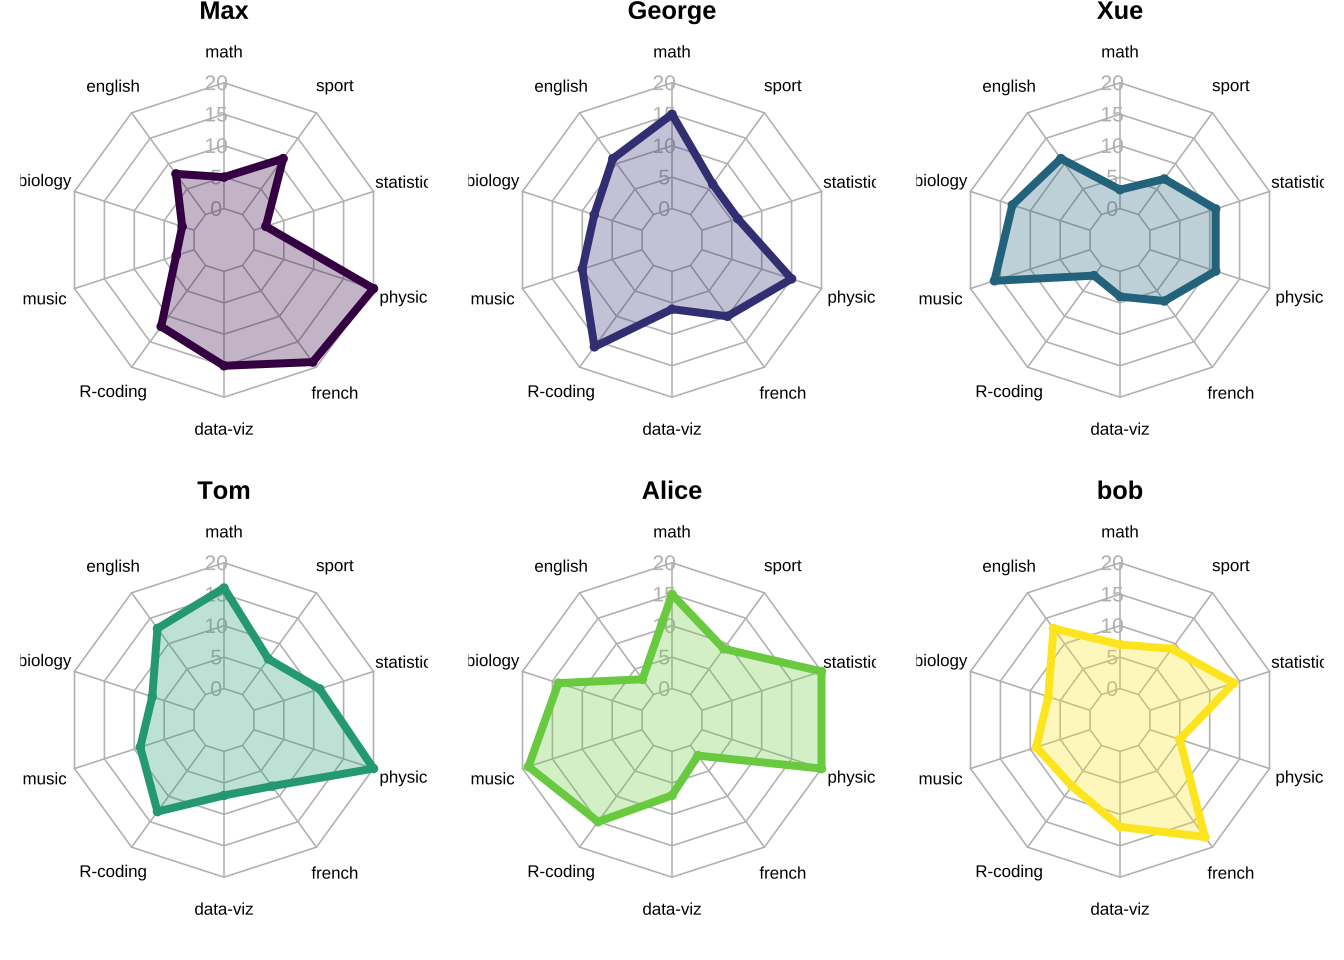 Max
math
english
sport
20
15
10
5
0
biology
statistic
music
physic
R-coding
french
data-viz
George
math
english
sport
20
15
10
5
0
biology
statistic
music
physic
R-coding
french
data-viz
Xue
math
english
sport
20
15
10
5
0
biology
statistic
music
physic
R-coding
french
data-viz
Tom
math
english
sport
20
15
10
5
0
biology
statistic
music
physic
R-coding
french
data-viz
Alice
math
english
sport
20
15
10
5
0
biology
statistic
music
physic
R-coding
french
data-viz
bob
math
english
sport
20
15
10
5
0
biology
statistic
music
physic
R-coding
french
data-viz